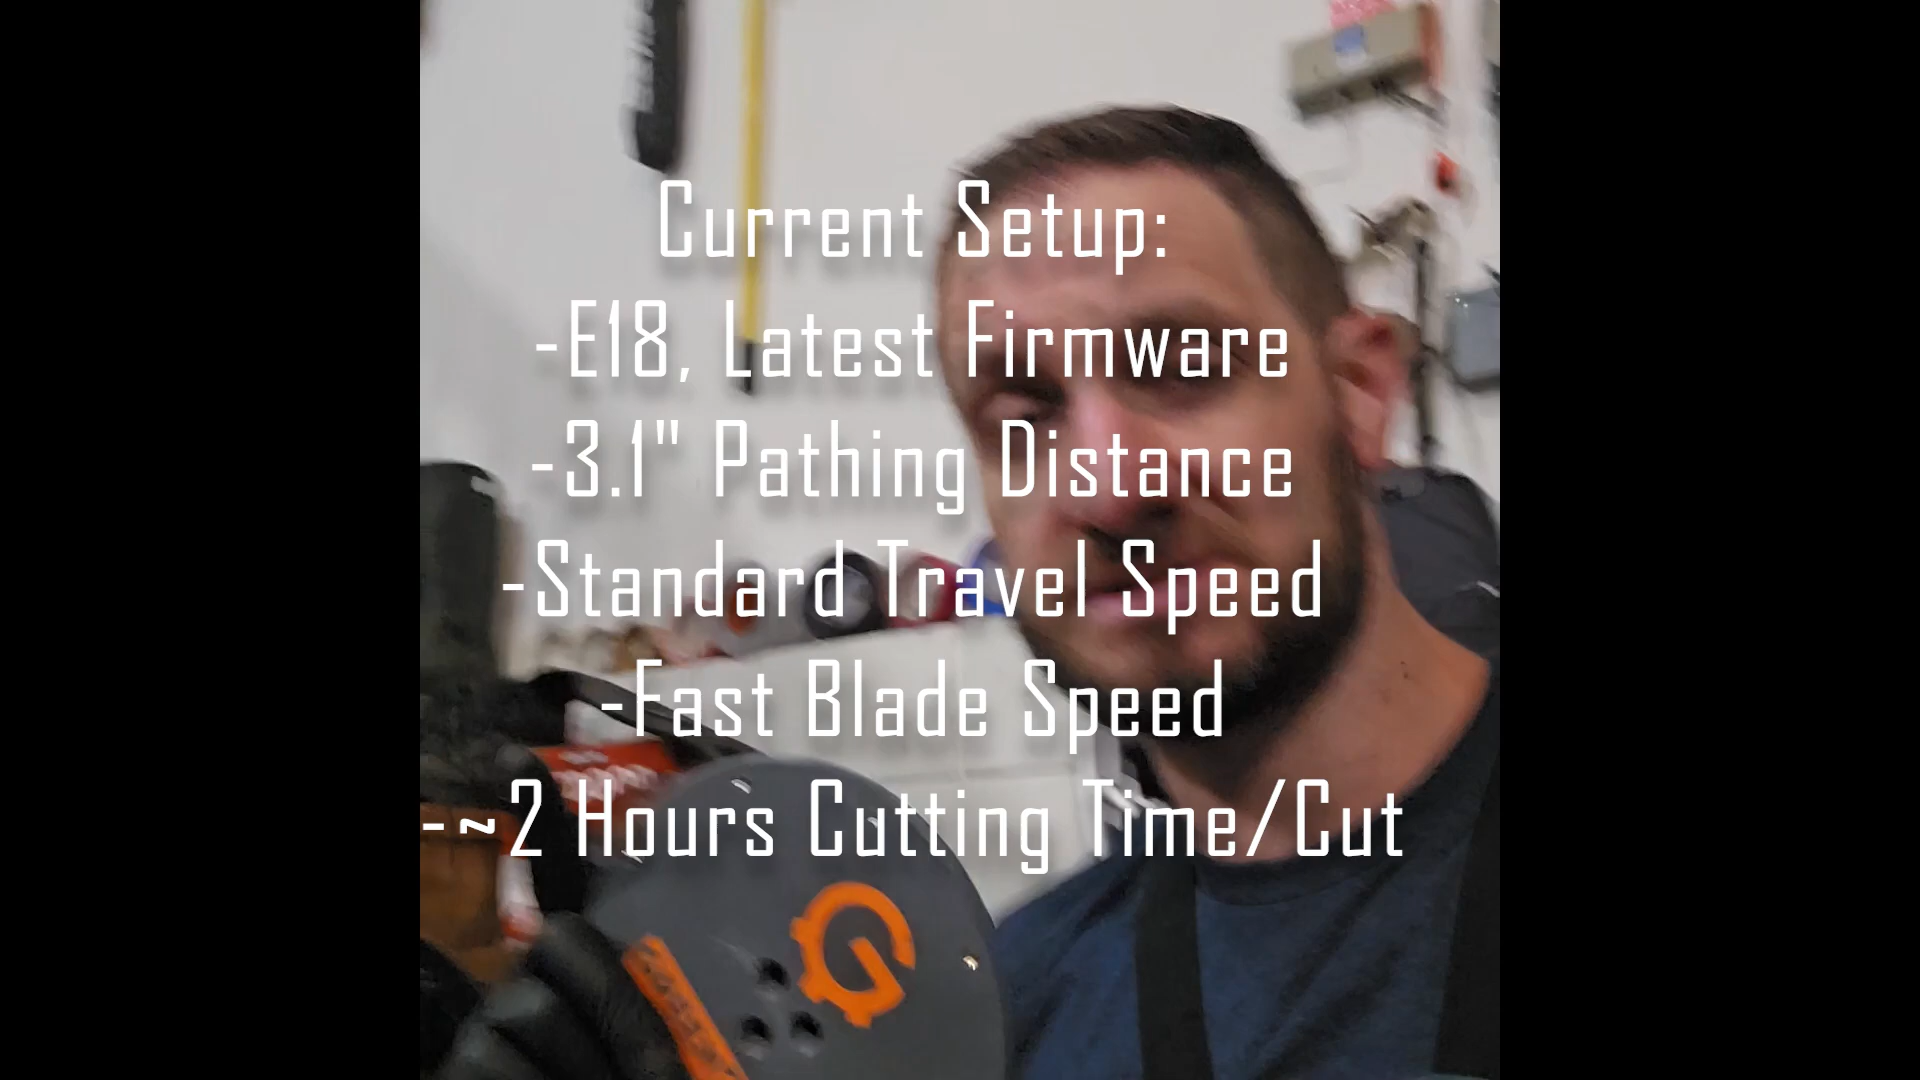 Current Setup:
-E18, Latest Firmware
-3.1" Pathing Distance
-Standard Travel Speed
-Fast Blade Speed
-~2 Hours Cutting Time/Cut